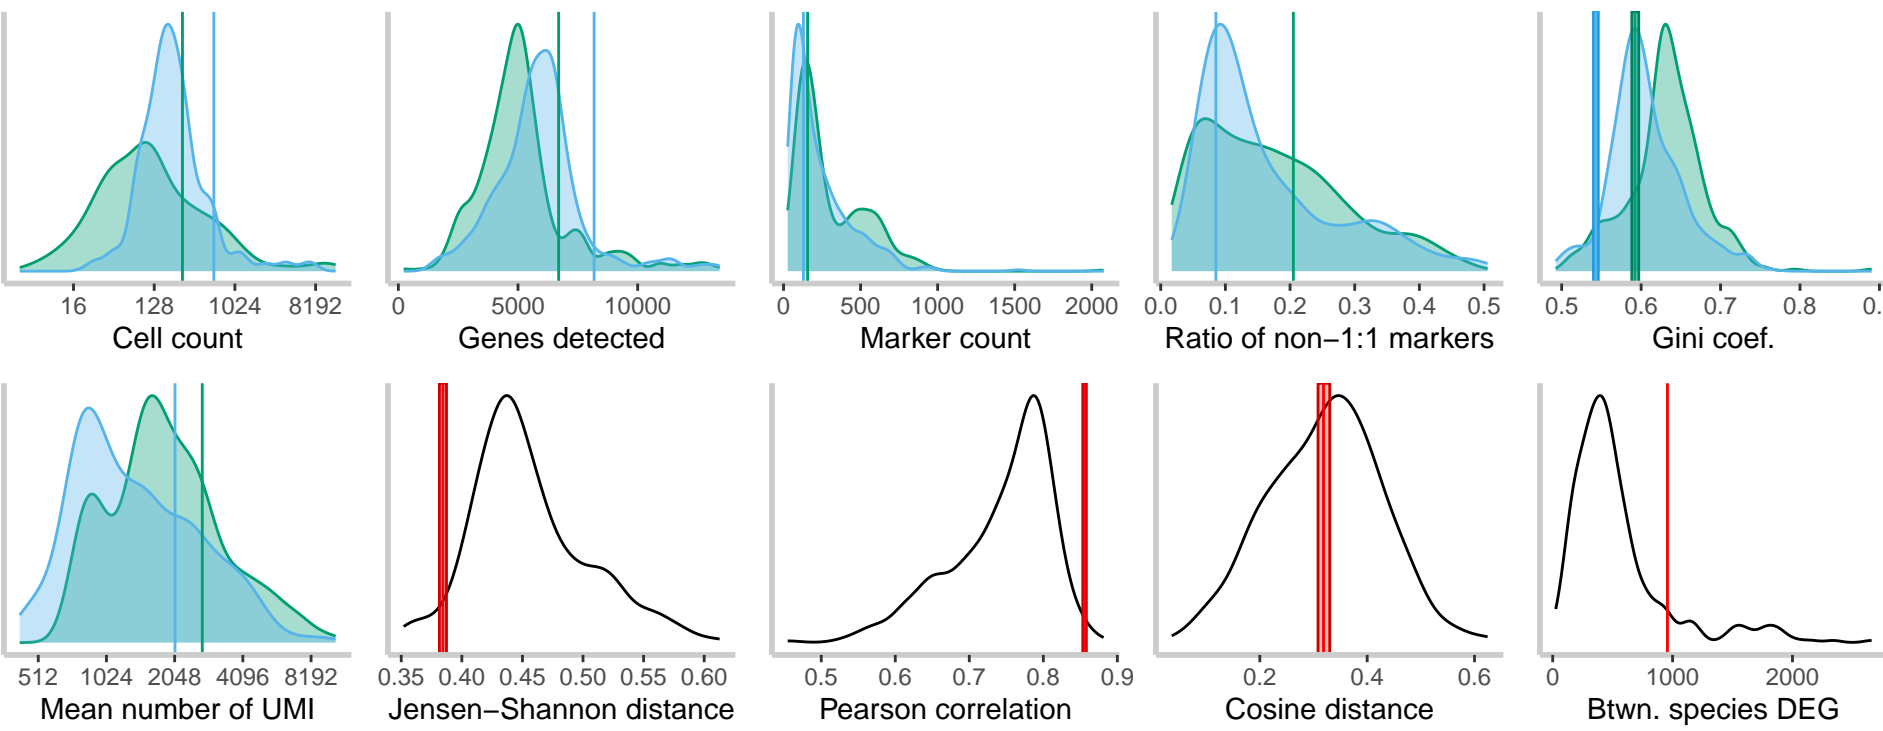 16 128 1024 8192
Cell count
0 5000 10000
Genes detected
0 500 1000 1500 2000
Marker count
0.0 0.1 0.2 0.3 0.4 0.5
Ratio of non−1:1 markers
0.5 0.6 0.7 0.8 0.
Gini coef.
512 1024 2048 4096 8192
Mean number of UMI
0.35 0.40 0.45 0.50 0.55 0.60
Jensen−Shannon distance
0.5 0.6 0.7 0.8 0.9
Pearson correlation
0.2 0.4 0.6
Cosine distance
0 1000 2000
Btwn. species DEG